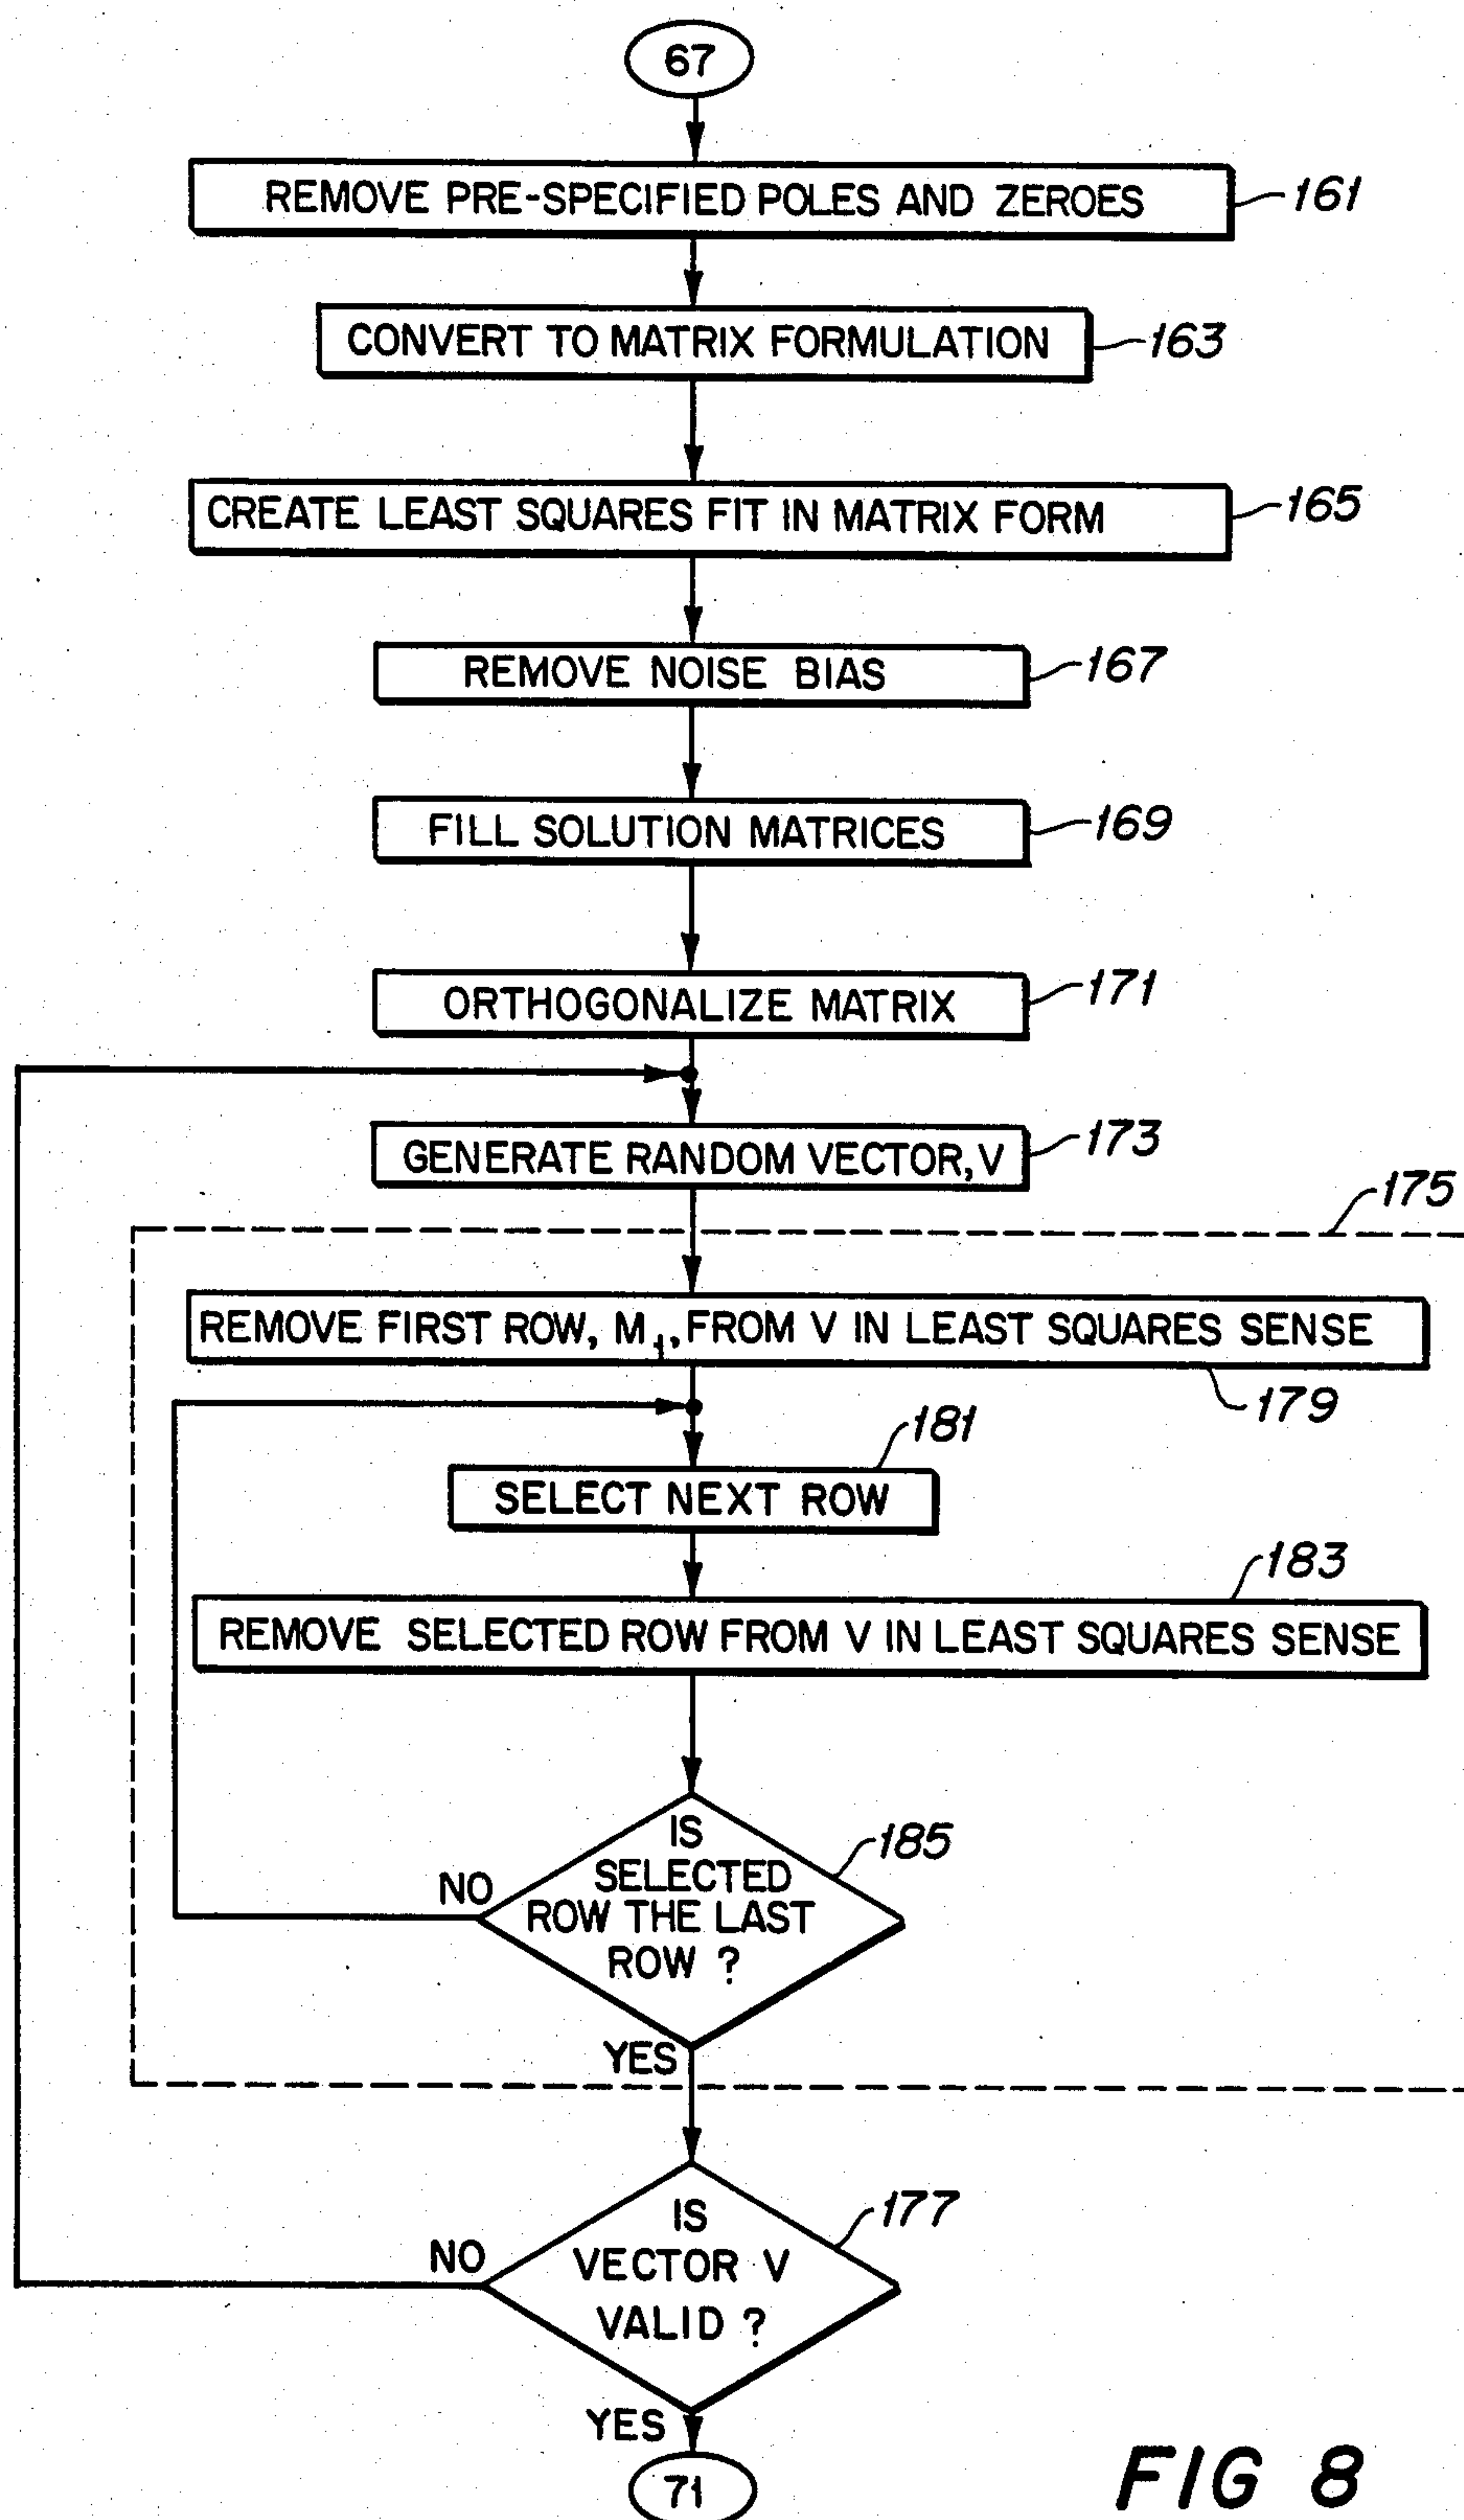 67
REMOVE PRE-SPECIFIED POLES AND ZEROES
161
CONVERT TO MATRIX FORMULATION
163
CREATE LEAST SQUARES FIT IN MATRIX FORM
165
REMOVE NOISE BIAS
167
FILL SOLUTION MATRICES
169
ORTHOGONALIZE MATRIX
171
GENERATE RANDOM VECTOR, V
173
175
REMOVE FIRST ROW, M1, FROM V IN LEAST SQUARES SENSE
179
181
SELECT NEXT ROW
183
REMOVE SELECTED ROW FROM V IN LEAST SQUARES SENSE
185
IS
SELECTED
ROW THE LAST
ROW ?
NO
YES
177
IS
VECTOR V
VALID ?
NO
YES
71
FIG 8